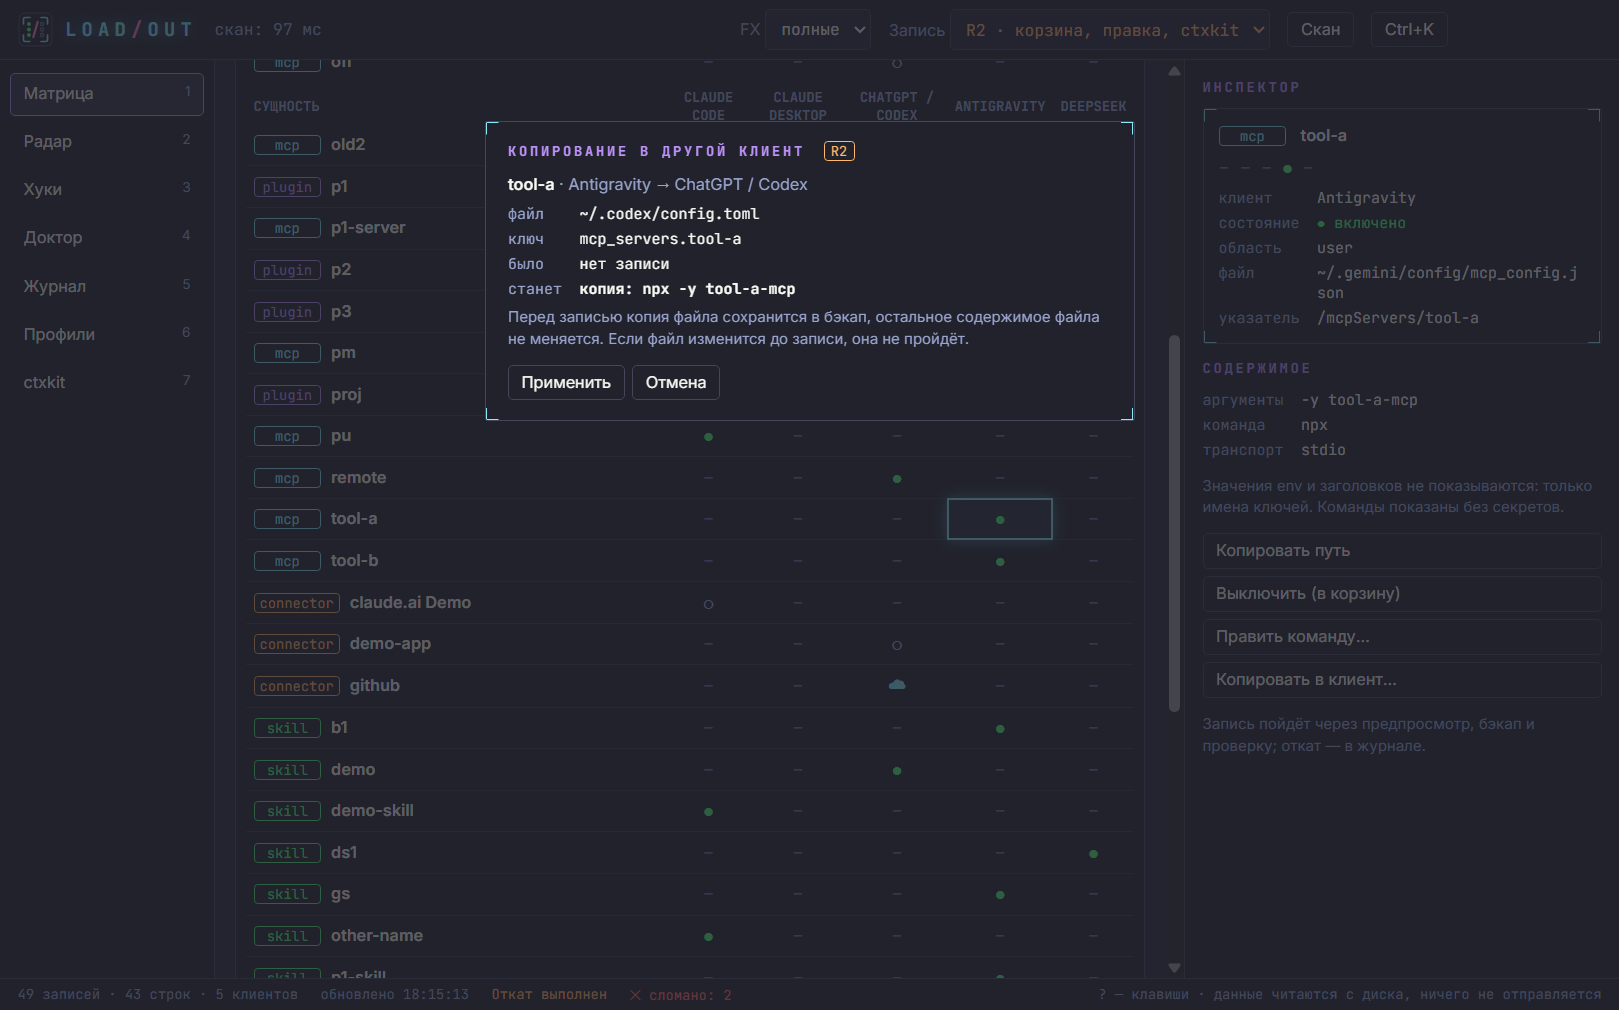 LOAD/OUT скан: 97 мс FX полные Запись R2 · корзина, правка, ctxkit Скан Ctrl+K
Матрица 1
Радар 2
Хуки 3
Доктор 4
Журнал 5
Профили 6
ctxkit 7
mcp off — — ○ — —
СУЩНОСТЬ CLAUDE CODE CLAUDE DESKTOP CHATGPT / CODEX ANTIGRAVITY DEEPSEEK
mcp old2
plugin p1
mcp p1-server
plugin p2
plugin p3
mcp pm
plugin proj
mcp pu ● — — — —
mcp remote — — ● — —
mcp tool-a — — — ● —
mcp tool-b — — — ● —
connector claude.ai Demo ○ — — — —
connector demo-app — — ○ — —
connector github — — — —
skill b1 — — — ● —
skill demo — — ● — —
skill demo-skill ● — — — —
skill ds1 — — — — ●
skill gs — — — ● —
skill other-name ● — — — —
skill p1-skill — — — ● —
КОПИРОВАНИЕ В ДРУГОЙ КЛИЕНТ R2
tool-a · Antigravity → ChatGPT / Codex
файл ~/.codex/config.toml
ключ mcp_servers.tool-a
было нет записи
станет копия: npx -y tool-a-mcp
Перед записью копия файла сохранится в бэкап, остальное содержимое файла
не меняется. Если файл изменится до записи, она не пройдёт.
Применить Отмена
ИНСПЕКТОР
mcp tool-a
— — — ● —
клиент Antigravity
состояние ● включено
область user
файл ~/.gemini/config/mcp_config.j
son
указатель /mcpServers/tool-a
СОДЕРЖИМОЕ
аргументы -y tool-a-mcp
команда npx
транспорт stdio
Значения env и заголовков не показываются: только
имена ключей. Команды показаны без секретов.
Копировать путь
Выключить (в корзину)
Править команду...
Копировать в клиент...
Запись пойдёт через предпросмотр, бэкап и
проверку; откат — в журнале.
49 записей · 43 строк · 5 клиентов обновлено 18:15:13 Откат выполнен ✕ сломано: 2 ? — клавиши · данные читаются с диска, ничего не отправляется